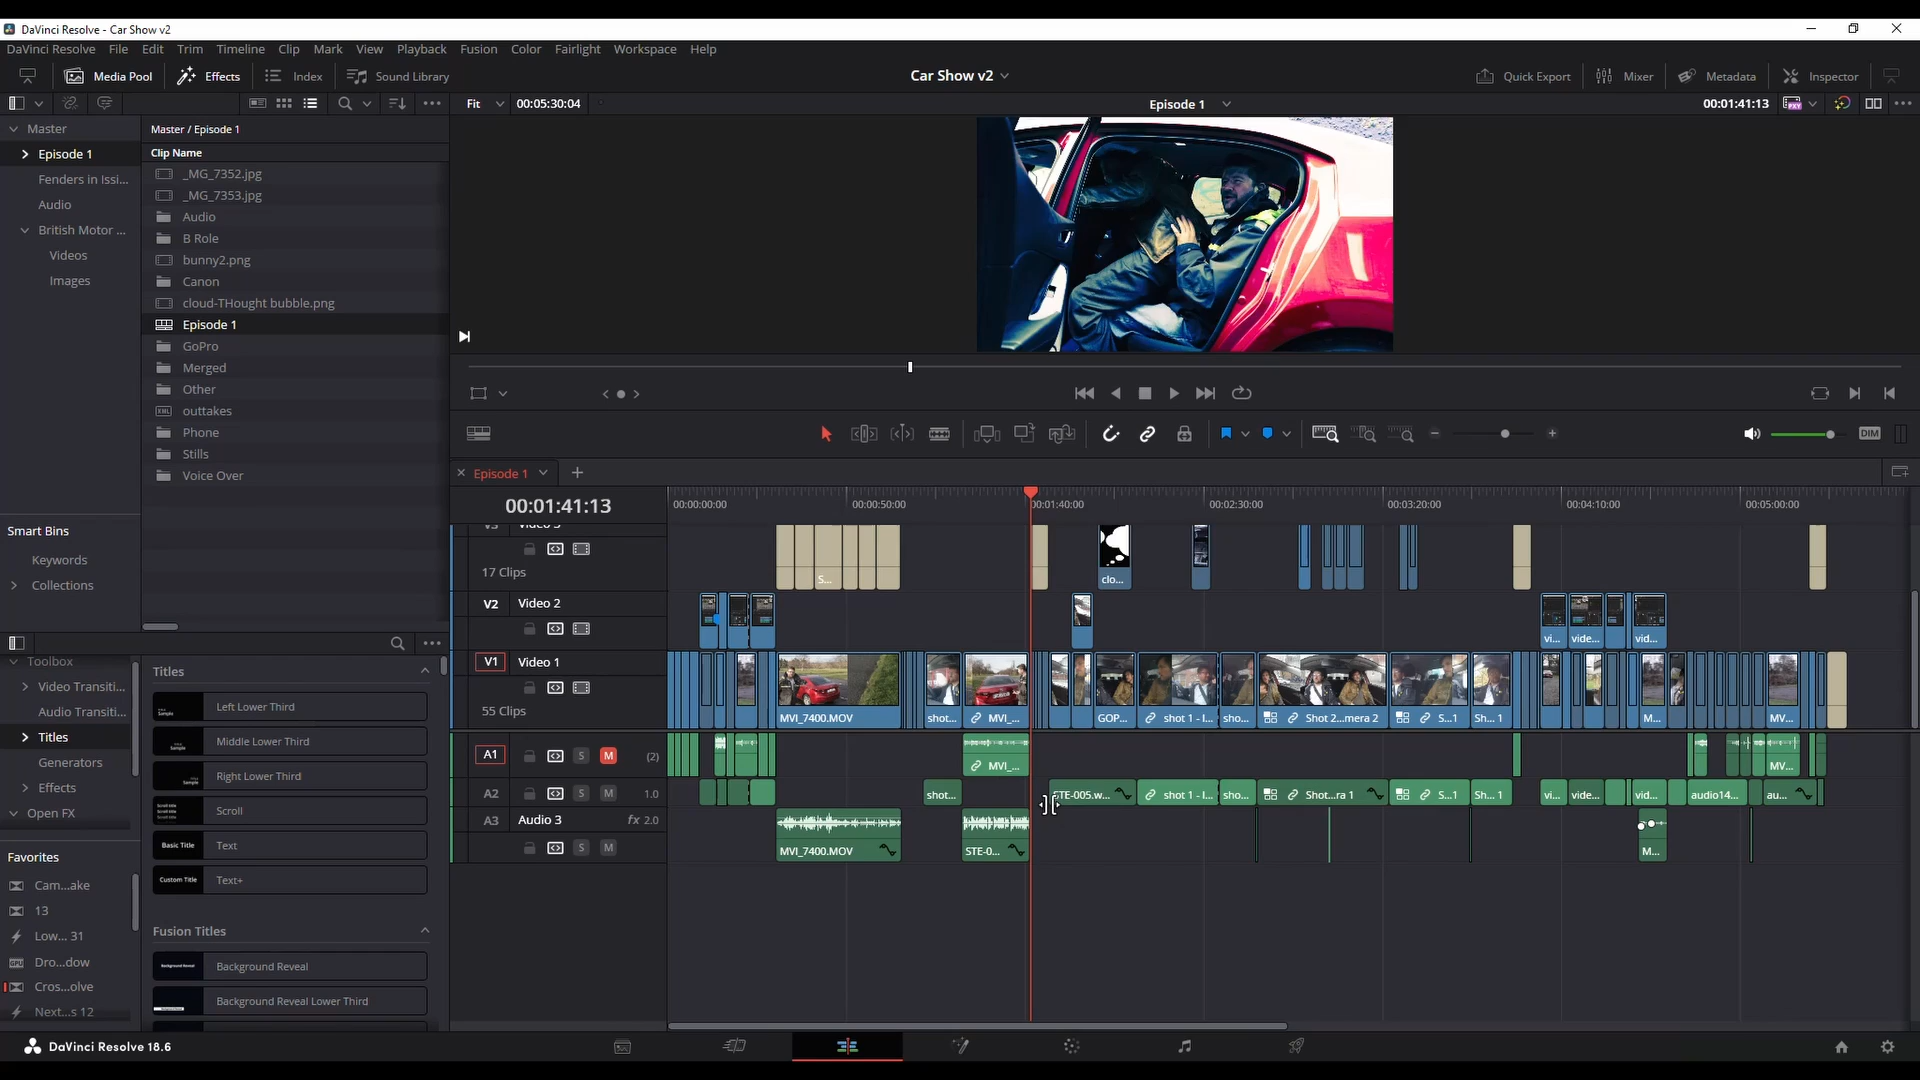 DaVinci Resolve - Car Show v2
DaVinci Resolve File Edit Trim Timeline Clip Mark View Playback Fusion Color Fairlight Workspace Help
Media Pool Effects Index Sound Library Car Show v2 Quick Export Mixer Metadata Inspector
Fit 00:05:30:04 Episode 1 00:01:41:13
Master
Episode 1
Fenders in Issi...
Audio
British Motor ...
Videos
Images
Smart Bins
Keywords
Collections
Master / Episode 1
Clip Name
_MG_7352.jpg
_MG_7353.jpg
Audio
B Role
bunny2.png
Canon
cloud-THought bubble.png
Episode 1
GoPro
Merged
Other
outtakes
Phone
Stills
Voice Over
DIM
Episode 1
00:01:41:13
00:00:00:00 00:00:50:00 00:01:40:00 00:02:30:00 00:03:20:00 00:04:10:00 00:05:00:00
17 Clips S... clo...
V2 Video 2
vi... vide... vid...
V1 Video 1
55 Clips MVI_7400.MOV shot... MVI_... GOP... shot 1 - I... sho... Shot 2...mera 2 S...1 Sh... 1 M... MV...
A1 S M (2) MVI_... MV...
A2 S M 1.0 shot... STE-005.w... shot 1 - I... sho... Shot...ra 1 S...1 Sh... 1 vi... vide... vid... audio14... au...
A3 Audio 3 fx 2.0
S M MVI_7400.MOV STE-0... M...
Toolbox
Video Transiti...
Audio Transiti...
Titles
Generators
Effects
Open FX
Favorites
Cam...ake
13
Low... 31
Dro...dow
Cros...olve
Next...s 12
Titles
Left Lower Third
Middle Lower Third
Right Lower Third
Scroll
Basic Title Text
Custom Title Text+
Fusion Titles
Background Reveal
Background Reveal Lower Third
DaVinci Resolve 18.6